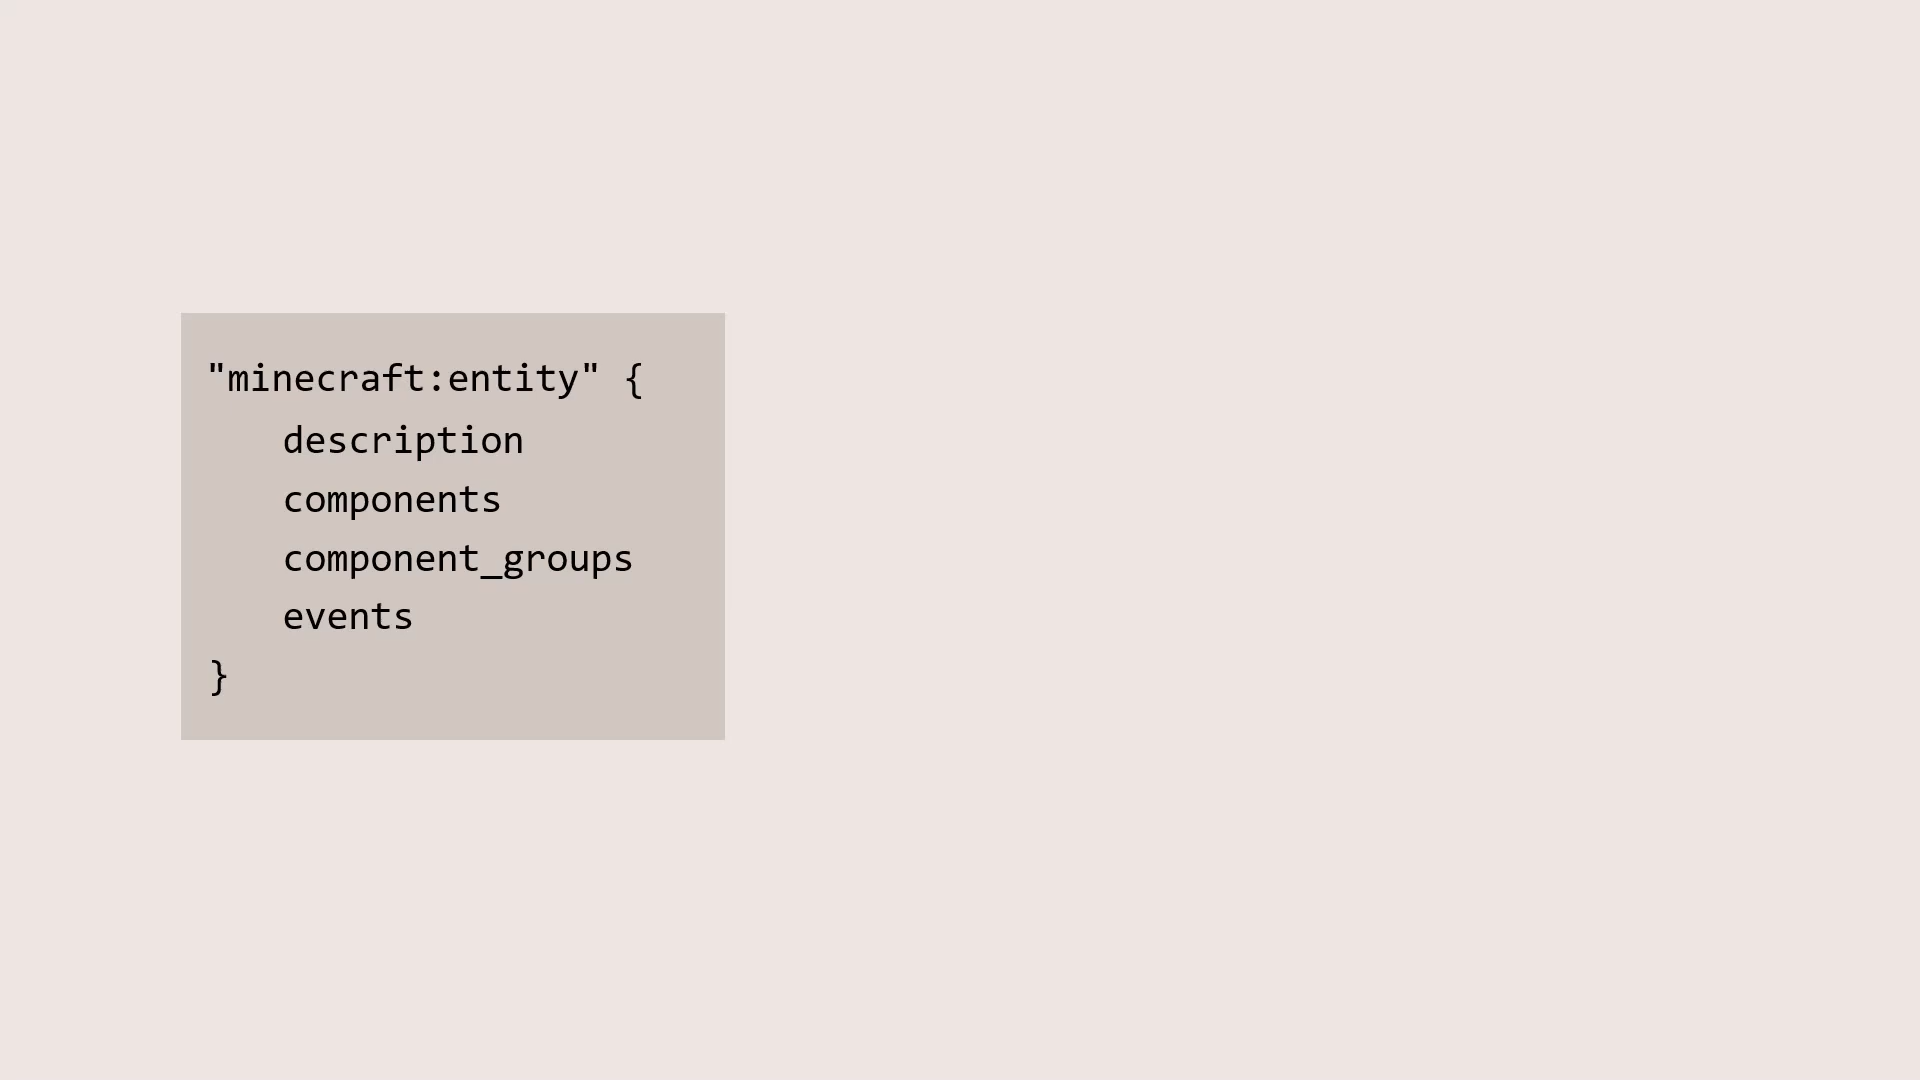 "minecraft:entity" {
description
components
component_groups
events
}